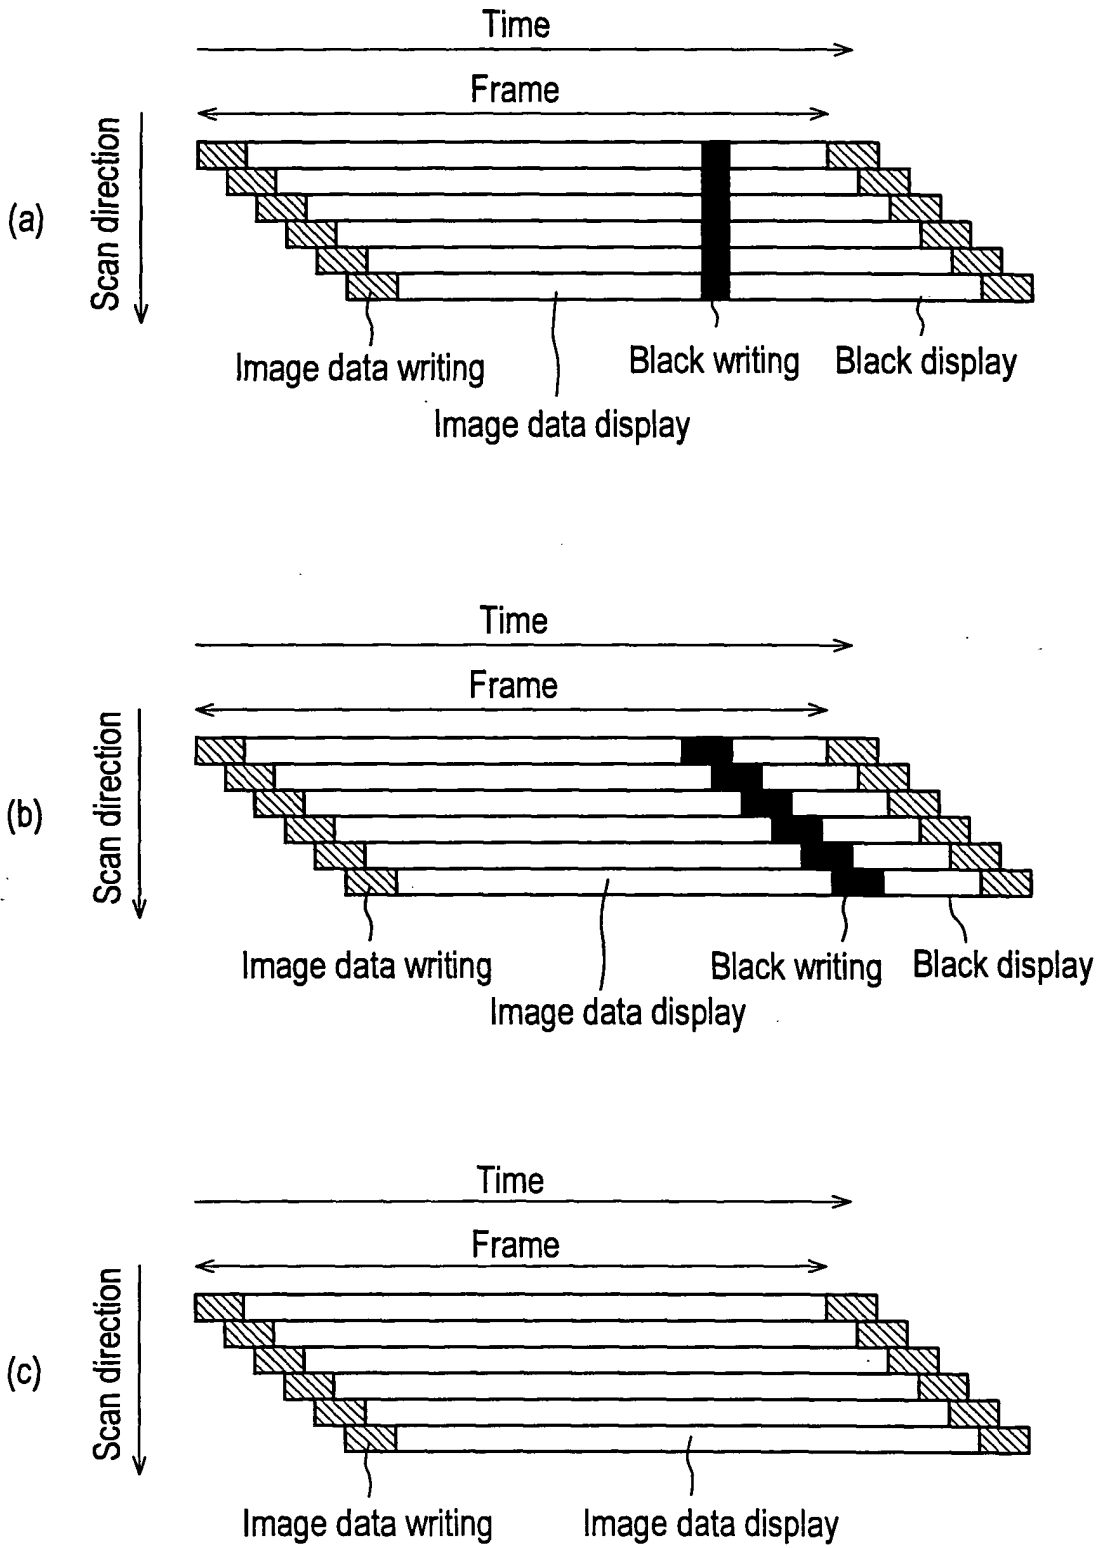 Time
Frame
Scan direction
(a)
Image data writing
Black writing
Black display
Image data display
Time
Frame
Scan direction
(b)
Image data writing
Black writing
Black display
Image data display
Time
Frame
Scan direction
(c)
Image data writing
Image data display